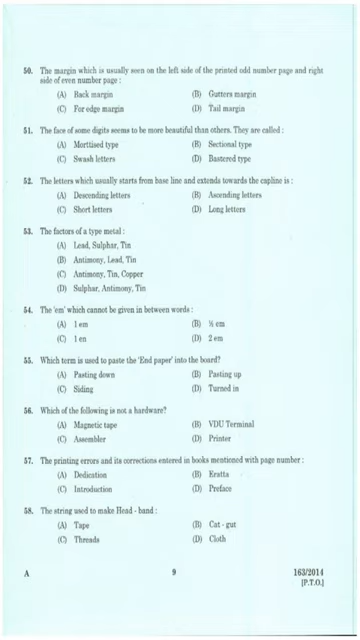 50. The margin which is usually seen on the left side of the printed odd number page and right
side of even number page :
(A) Back margin (B) Gutters margin
(C) For edge margin (D) Tail margin
51. The face of some digits seems to be more beautiful than others. They are called :
(A) Morttised type (B) Sectional type
(C) Swash letters (D) Bastered type
52. The letters which usually starts from base line and extends towards the capline is :
(A) Descending letters (B) Ascending letters
(C) Short letters (D) Long letters
53. The factors of a type metal :
(A) Lead, Sulphar, Tin
(B) Antimony, Lead, Tin
(C) Antimony, Tin, Copper
(D) Sulphar, Antimony, Tin
54. The 'em' which cannot be given in between words :
(A) 1 em (B) ½ em
(C) 1 en (D) 2 em
55. Which term is used to paste the 'End paper' into the board?
(A) Pasting down (B) Pasting up
(C) Siding (D) Turned in
56. Which of the following is not a hardware?
(A) Magnetic tape (B) VDU Terminal
(C) Assembler (D) Printer
57. The printing errors and its corrections entered in books mentioned with page number :
(A) Dedication (B) Eratta
(C) Introduction (D) Preface
58. The string used to make Head - band :
(A) Tape (B) Cat - gut
(C) Threads (D) Cloth
A 9 163/2014
[P.T.O.]